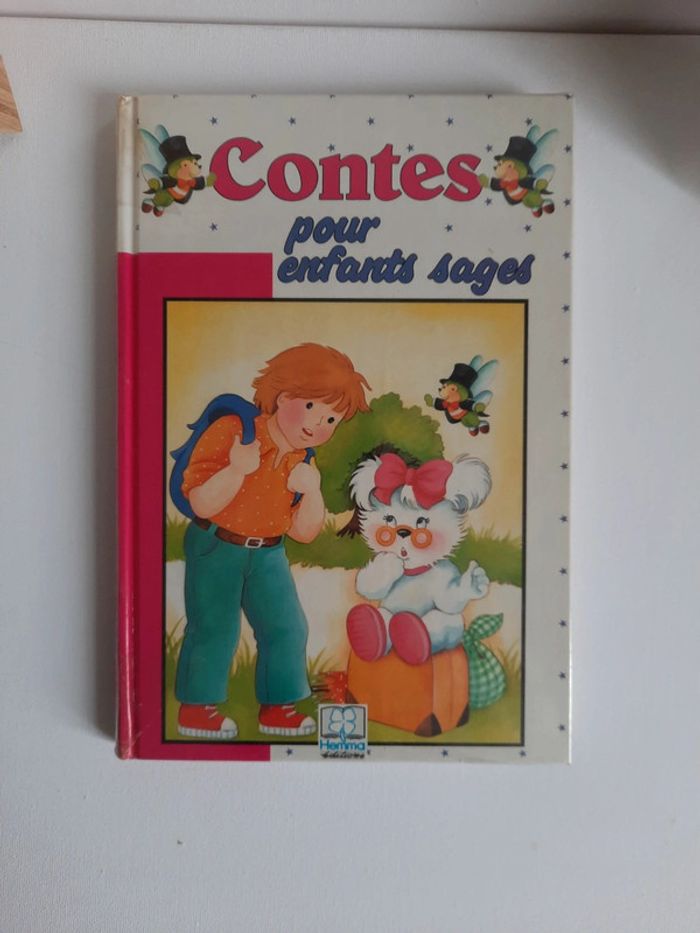 Contes
pour
enfants sages
Hemma
éditions